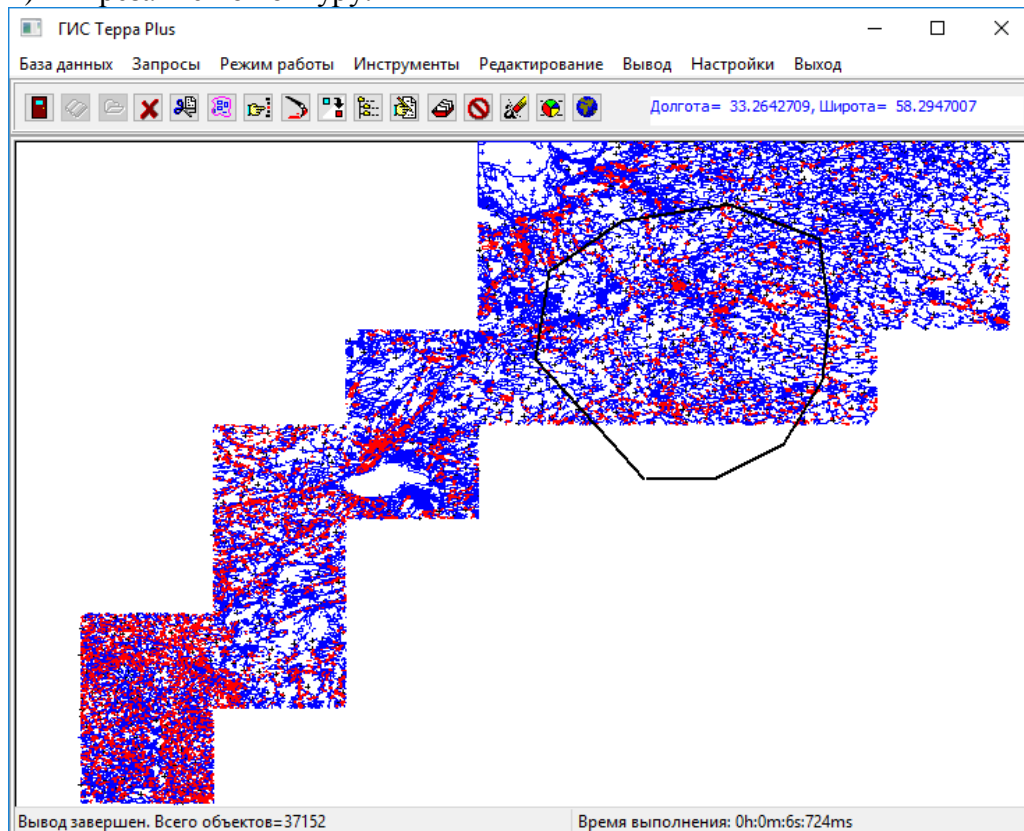 ГИС Терра Plus
База данных Запросы Режим работы Инструменты Редактирование Вывод Настройки Выход
Долгота= 33.2642709, Широта= 58.2947007
Вывод завершен. Всего объектов=37152 Время выполнения: 0h:0m:6s:724ms